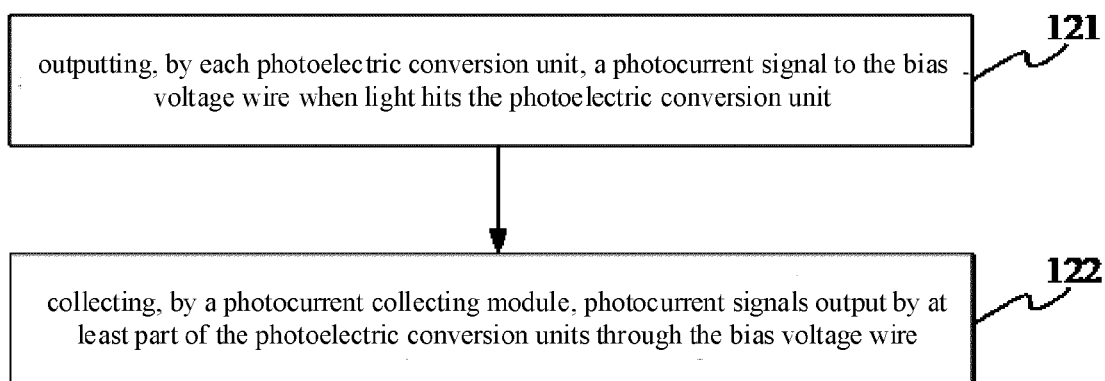 121
outputting, by each photoelectric conversion unit, a photocurrent signal to the bias
voltage wire when light hits the photoelectric conversion unit
122
collecting, by a photocurrent collecting module, photocurrent signals output by at
least part of the photoelectric conversion units through the bias voltage wire